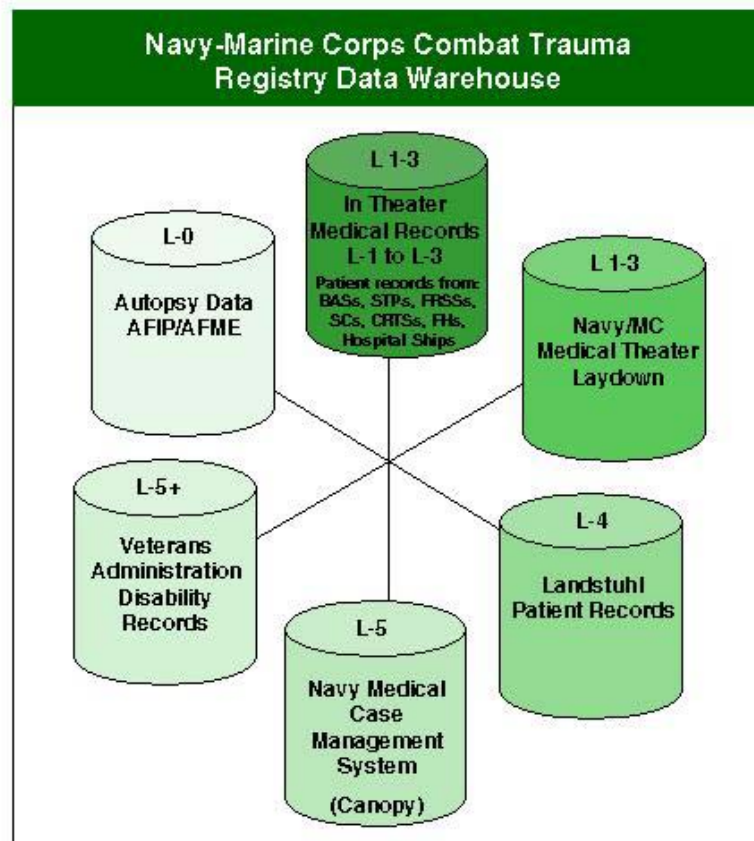 Navy-Marine Corps Combat Trauma
Registry Data Warehouse
L 1-3
In Theater
Medical Records
L-1 to L-3
Patient records from:
BASs, STPs, FRSSs,
SCs, CRTSs, FHs,
Hospital Ships
L-0
Autopsy Data
AFIP/AFME
L 1-3
Navy/MC
Medical Theater
Laydown
L-5+
Veterans
Administration
Disability
Records
L-4
Landstuhl
Patient Records
L-5
Navy Medical
Case
Management
System
(Canopy)